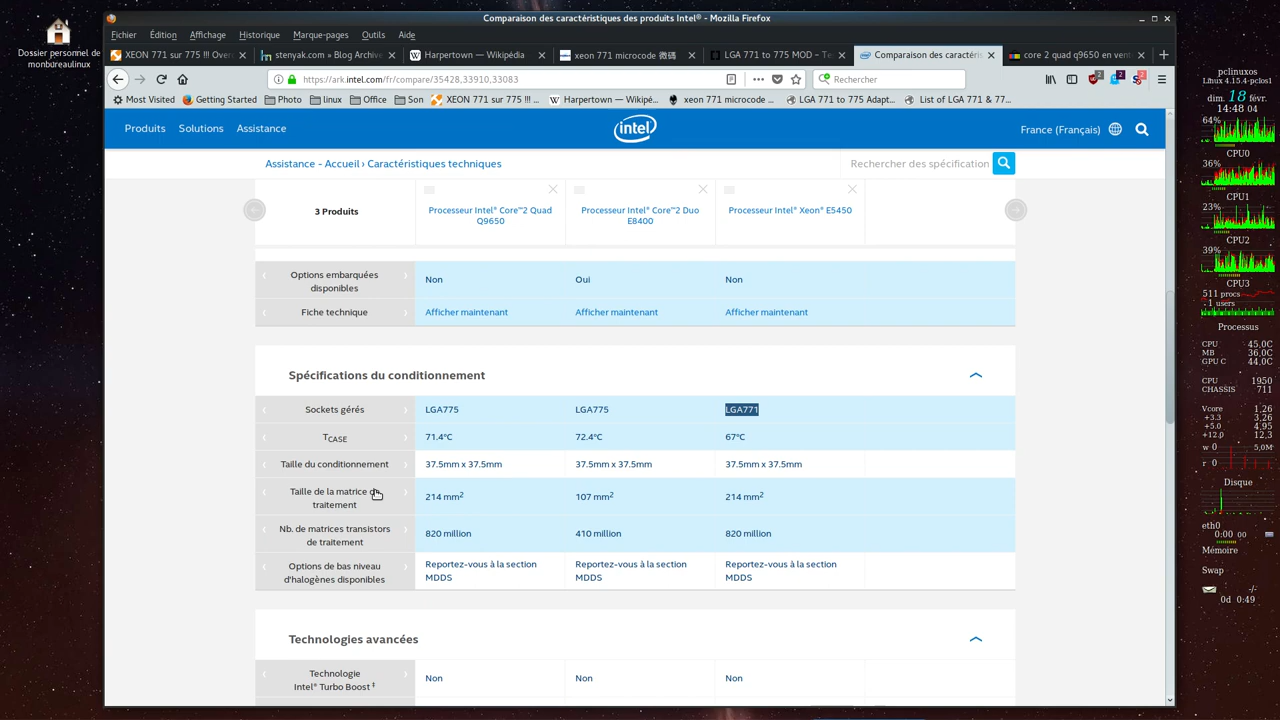 Comparaison des caractéristiques des produits Intel® - Mozilla Firefox
Dossier personnel de monbureaulinux
Fichier Édition Affichage Historique Marque-pages Outils Aide
XEON 771 sur 775 !!! Overc
stenyak.com » Blog Archive
Harpertown — Wikipédia
xeon 771 microcode 微碼
LGA 771 to 775 MOD » Te
Comparaison des caractéris
core 2 quad q9650 en vent
https://ark.intel.com/fr/compare/35428,33910,33083
Rechercher
2 2 2
Most Visited Getting Started Photo linux Office Son XEON 771 sur 775 !!! ... Harpertown — Wikipé... xeon 771 microcode ... LGA 771 to 775 Adapt... List of LGA 771 & 77...
Produits Solutions Assistance
intel
France (Français)
Assistance - Accueil › Caractéristiques techniques
Rechercher des spécification
3 Produits
Processeur Intel® Core™2 Quad Q9650
Processeur Intel® Core™2 Duo E8400
Processeur Intel® Xeon® E5450
Options embarquées disponibles
Non Oui Non
Fiche technique
Afficher maintenant Afficher maintenant Afficher maintenant
Spécifications du conditionnement
Sockets gérés LGA775 LGA775 LGA771
TCASE 71.4°C 72.4°C 67°C
Taille du conditionnement 37.5mm x 37.5mm 37.5mm x 37.5mm 37.5mm x 37.5mm
Taille de la matrice de traitement
214 mm² 107 mm² 214 mm²
Nb. de matrices transistors de traitement
820 million 410 million 820 million
Options de bas niveau d'halogènes disponibles
Reportez-vous à la section MDDS
Reportez-vous à la section MDDS
Reportez-vous à la section MDDS
Technologies avancées
Technologie Intel® Turbo Boost ‡
Non Non Non
pclinuxos
Linux 4.15.4-pclos1
dim. 18 févr.
14:48 04
64%
CPU0
36%
CPU1
23%
CPU2
39%
CPU3
511 procs
1 users
Processus
CPU 45,0C
MB 36,0C
GPU C 44,0C
CPU 1950
CHASSIS 711
Vcore 1,26
+3.3 3,26
+5.0 4,95
+12.0 12,3
w 0 5,0M
r 0
Disque
eth0
0:00 00
Mémoire
Swap
-/-
0d 0:49